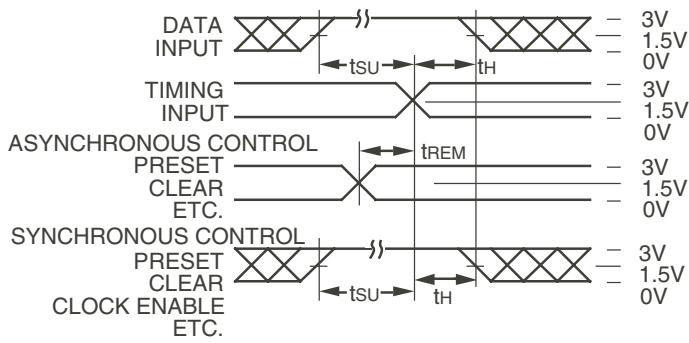 DATA INPUT
3V
1.5V
0V
tSU
tH
TIMING INPUT
3V
1.5V
0V
ASYNCHRONOUS CONTROL
PRESET
CLEAR
ETC.
tREM
3V
1.5V
0V
SYNCHRONOUS CONTROL
PRESET
CLEAR
CLOCK ENABLE
ETC.
tSU
tH
3V
1.5V
0V